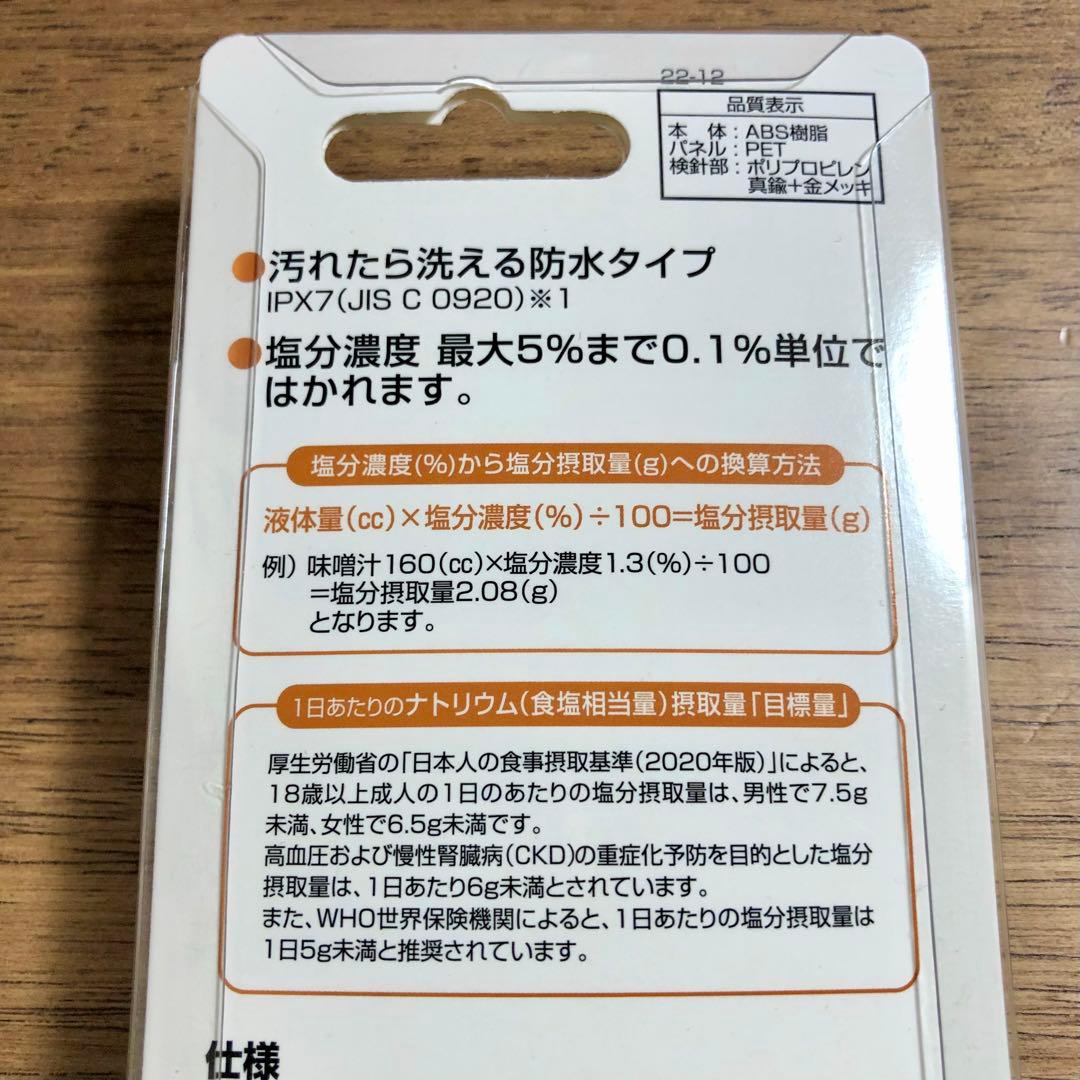 22-12
品質表示
本　体：ABS樹脂
パネル：PET
検針部：ポリプロピレン
真鍮＋金メッキ
●汚れたら洗える防水タイプ
IPX7(JIS C 0920)※1
●塩分濃度 最大5%まで0.1%単位で
はかれます。
塩分濃度(%)から塩分摂取量(g)への換算方法
液体量(cc)×塩分濃度(%)÷100=塩分摂取量(g)
例）味噌汁160(cc)×塩分濃度1.3(%)÷100
=塩分摂取量2.08(g)
となります。
1日あたりのナトリウム(食塩相当量)摂取量「目標量」
厚生労働省の「日本人の食事摂取基準(2020年版)」によると、
18歳以上成人の1日のあたりの塩分摂取量は、男性で7.5g
未満、女性で6.5g未満です。
高血圧および慢性腎臓病(CKD)の重症化予防を目的とした塩分
摂取量は、1日あたり6g未満とされています。
また、WHO世界保険機関によると、1日あたりの塩分摂取量は
1日5g未満と推奨されています。
仕様